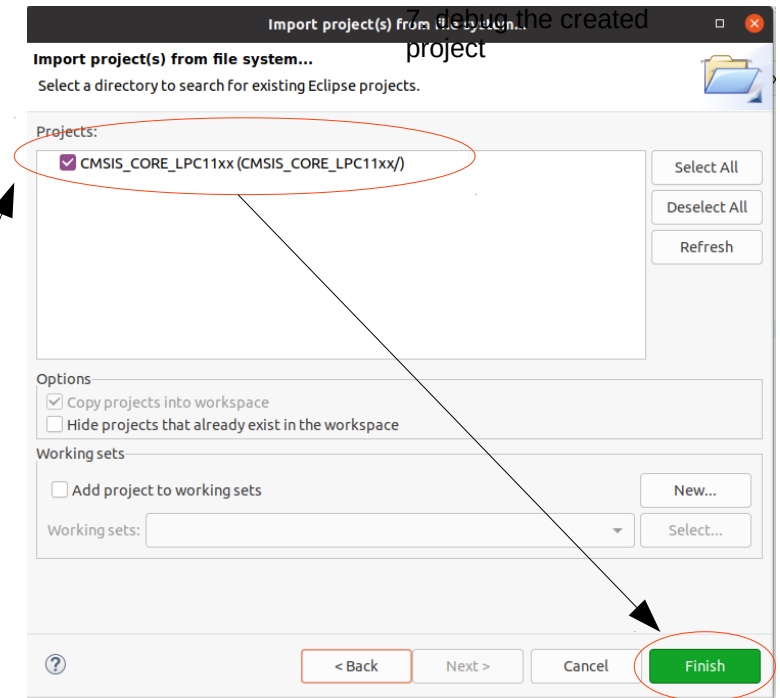 Import project(s) from file system...
7. debug the created
project
Import project(s) from file system...
Select a directory to search for existing Eclipse projects.
Projects:
CMSIS_CORE_LPC11xx (CMSIS_CORE_LPC11xx/)
Select All
Deselect All
Refresh
Options
Copy projects into workspace
Hide projects that already exist in the workspace
Working sets
Add project to working sets
New...
Working sets:
Select...
?
< Back
Next >
Cancel
Finish